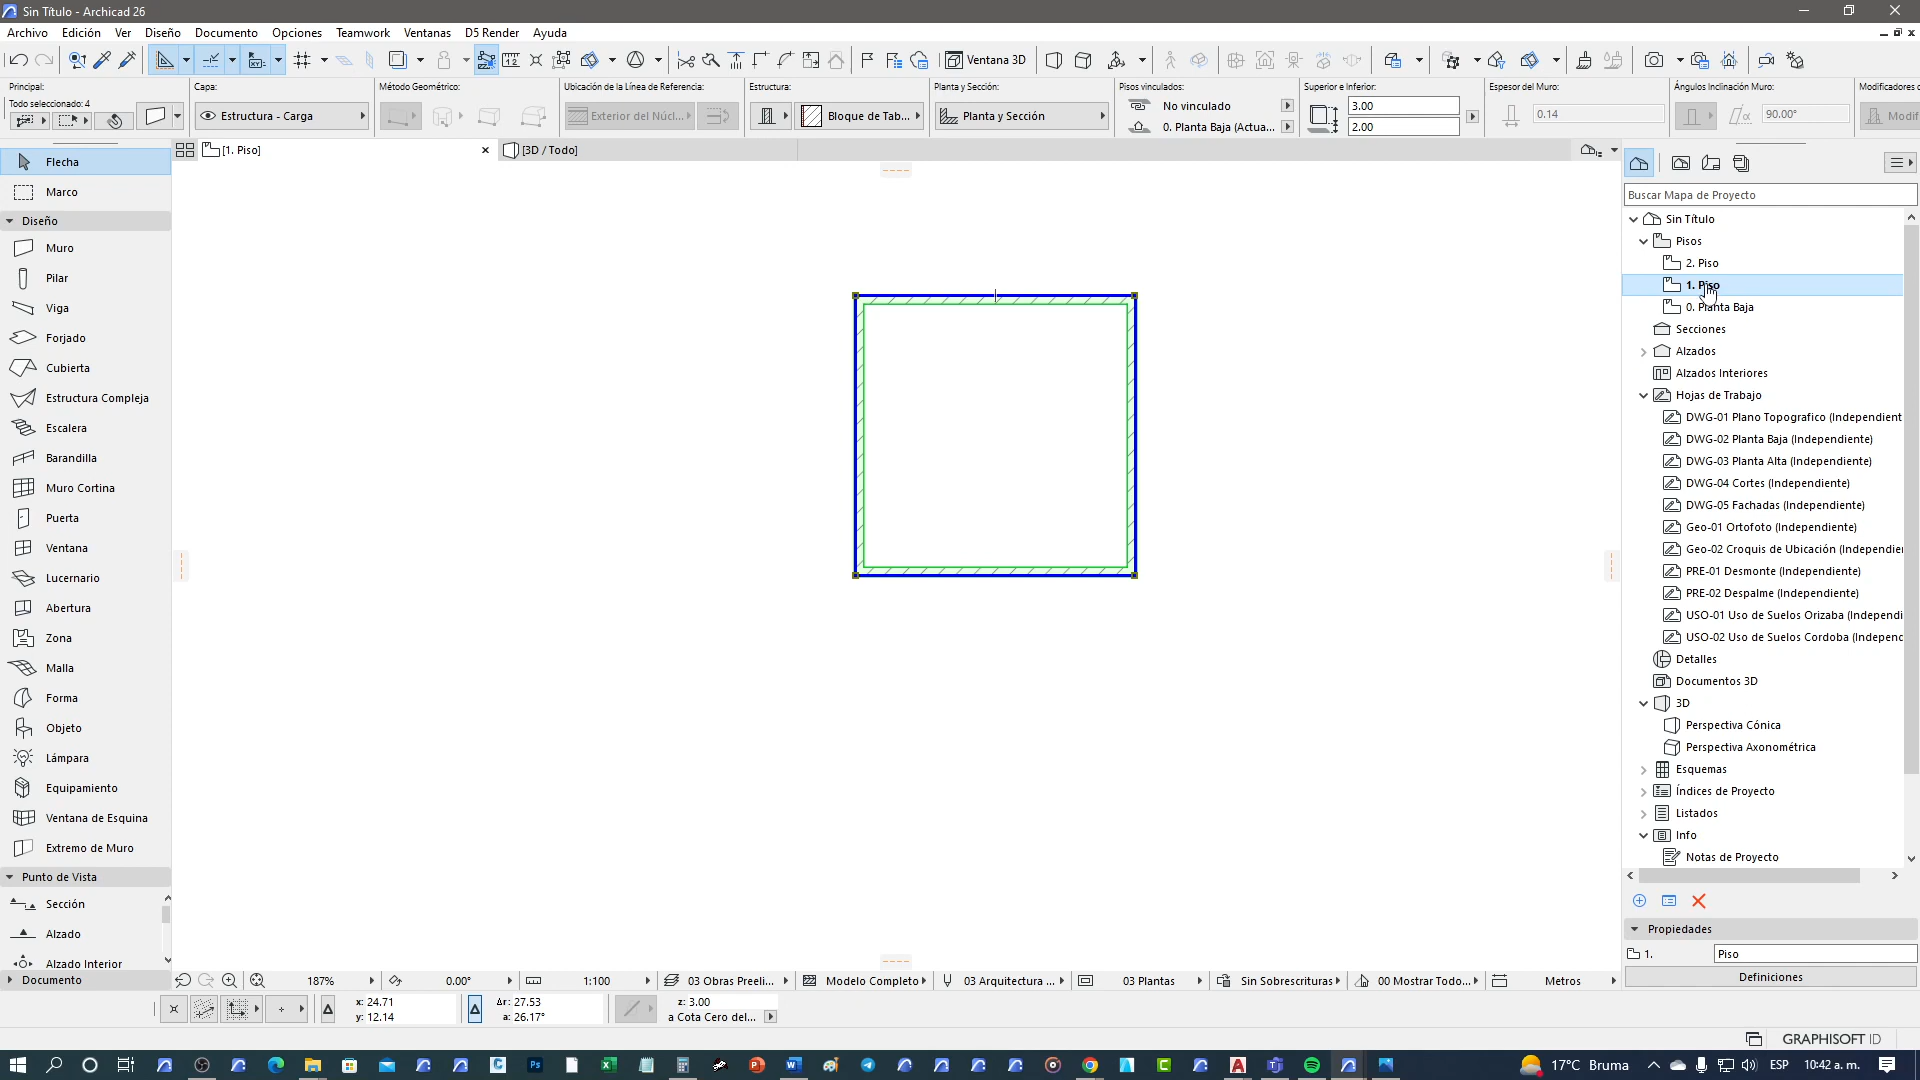 Sin Título - Archicad 26
Archivo Edición Ver Diseño Documento Opciones Teamwork Ventanas D5 Render Ayuda
Ventana 3D
Principal:
Todo seleccionado: 4
Capa:
Estructura - Carga
Método Geométrico:
Ubicación de la Línea de Referencia:
Exterior del Núcl...
Estructura:
Bloque de Tab...
Planta y Sección:
Planta y Sección
Pisos vinculados:
No vinculado
0. Planta Baja (Actua...
Superior e Inferior:
3.00
2.00
Espesor del Muro:
0.14
Ángulos Inclinación Muro:
90.00°
Modificadores
Modif
[1. Piso]
[3D / Todo]
Flecha
Marco
Diseño
Muro
Pilar
Viga
Forjado
Cubierta
Estructura Compleja
Escalera
Barandilla
Muro Cortina
Puerta
Ventana
Lucernario
Abertura
Zona
Malla
Forma
Objeto
Lámpara
Equipamiento
Ventana de Esquina
Extremo de Muro
Punto de Vista
Sección
Alzado
Alzado Interior
Documento
Buscar Mapa de Proyecto
Sin Título
Pisos
2. Piso
1. Piso
0. Planta Baja
Secciones
Alzados
Alzados Interiores
Hojas de Trabajo
DWG-01 Plano Topografico (Independient
DWG-02 Planta Baja (Independiente)
DWG-03 Planta Alta (Independiente)
DWG-04 Cortes (Independiente)
DWG-05 Fachadas (Independiente)
Geo-01 Ortofoto (Independiente)
Geo-02 Croquis de Ubicación (Independie
PRE-01 Desmonte (Independiente)
PRE-02 Despalme (Independiente)
USO-01 Uso de Suelos Orizaba (Independi
USO-02 Uso de Suelos Cordoba (Independ
Detalles
Documentos 3D
3D
Perspectiva Cónica
Perspectiva Axonométrica
Esquemas
Índices de Proyecto
Listados
Info
Notas de Proyecto
Propiedades
1. Piso
Definiciones
187% 0.00° 1:100 03 Obras Preeli... Modelo Completo 03 Arquitectura ... 03 Plantas Sin Sobrescrituras 00 Mostrar Todo... Metros
x: 24.71
y: 12.14
Δr: 27.53
a: 26.17°
z: 3.00
a Cota Cero del...
GRAPHISOFT ID
17°C Bruma ESP 10:42 a. m.